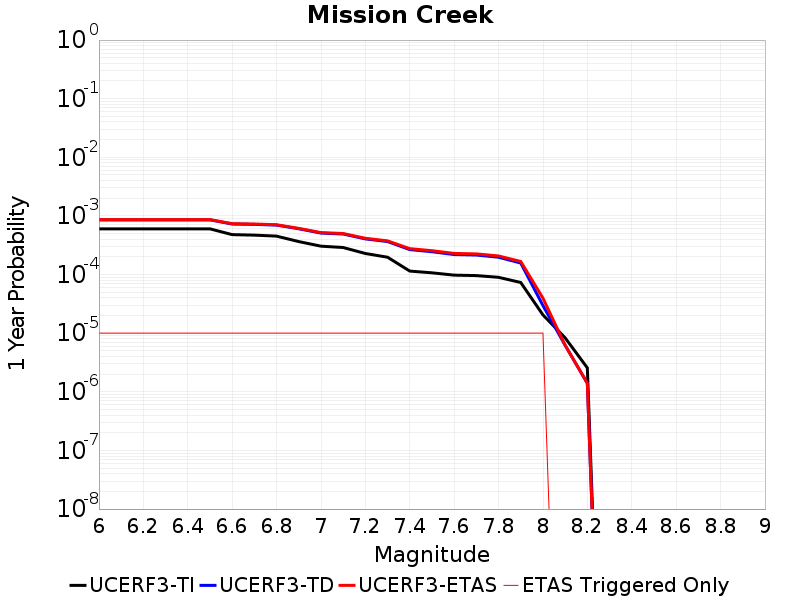 Mission Creek
1 Year Probability
10^0
10^-1
10^-2
10^-3
10^-4
10^-5
10^-6
10^-7
10^-8
6 6.2 6.4 6.6 6.8 7 7.2 7.4 7.6 7.8 8 8.2 8.4 8.6 8.8 9
Magnitude
UCERF3-TI UCERF3-TD UCERF3-ETAS ETAS Triggered Only